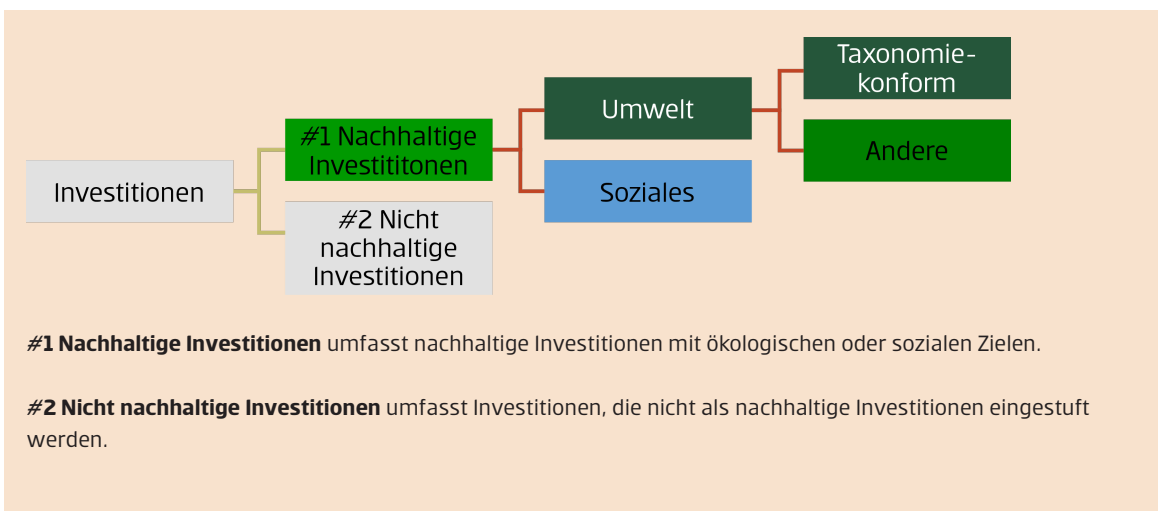 Investitionen
#1 Nachhaltige
Investititonen
#2 Nicht
nachhaltige
Investitionen
Umwelt
Soziales
Taxonomie-
konform
Andere
#1 Nachhaltige Investitionen umfasst nachhaltige Investitionen mit ökologischen oder sozialen Zielen.
#2 Nicht nachhaltige Investitionen umfasst Investitionen, die nicht als nachhaltige Investitionen eingestuft
werden.